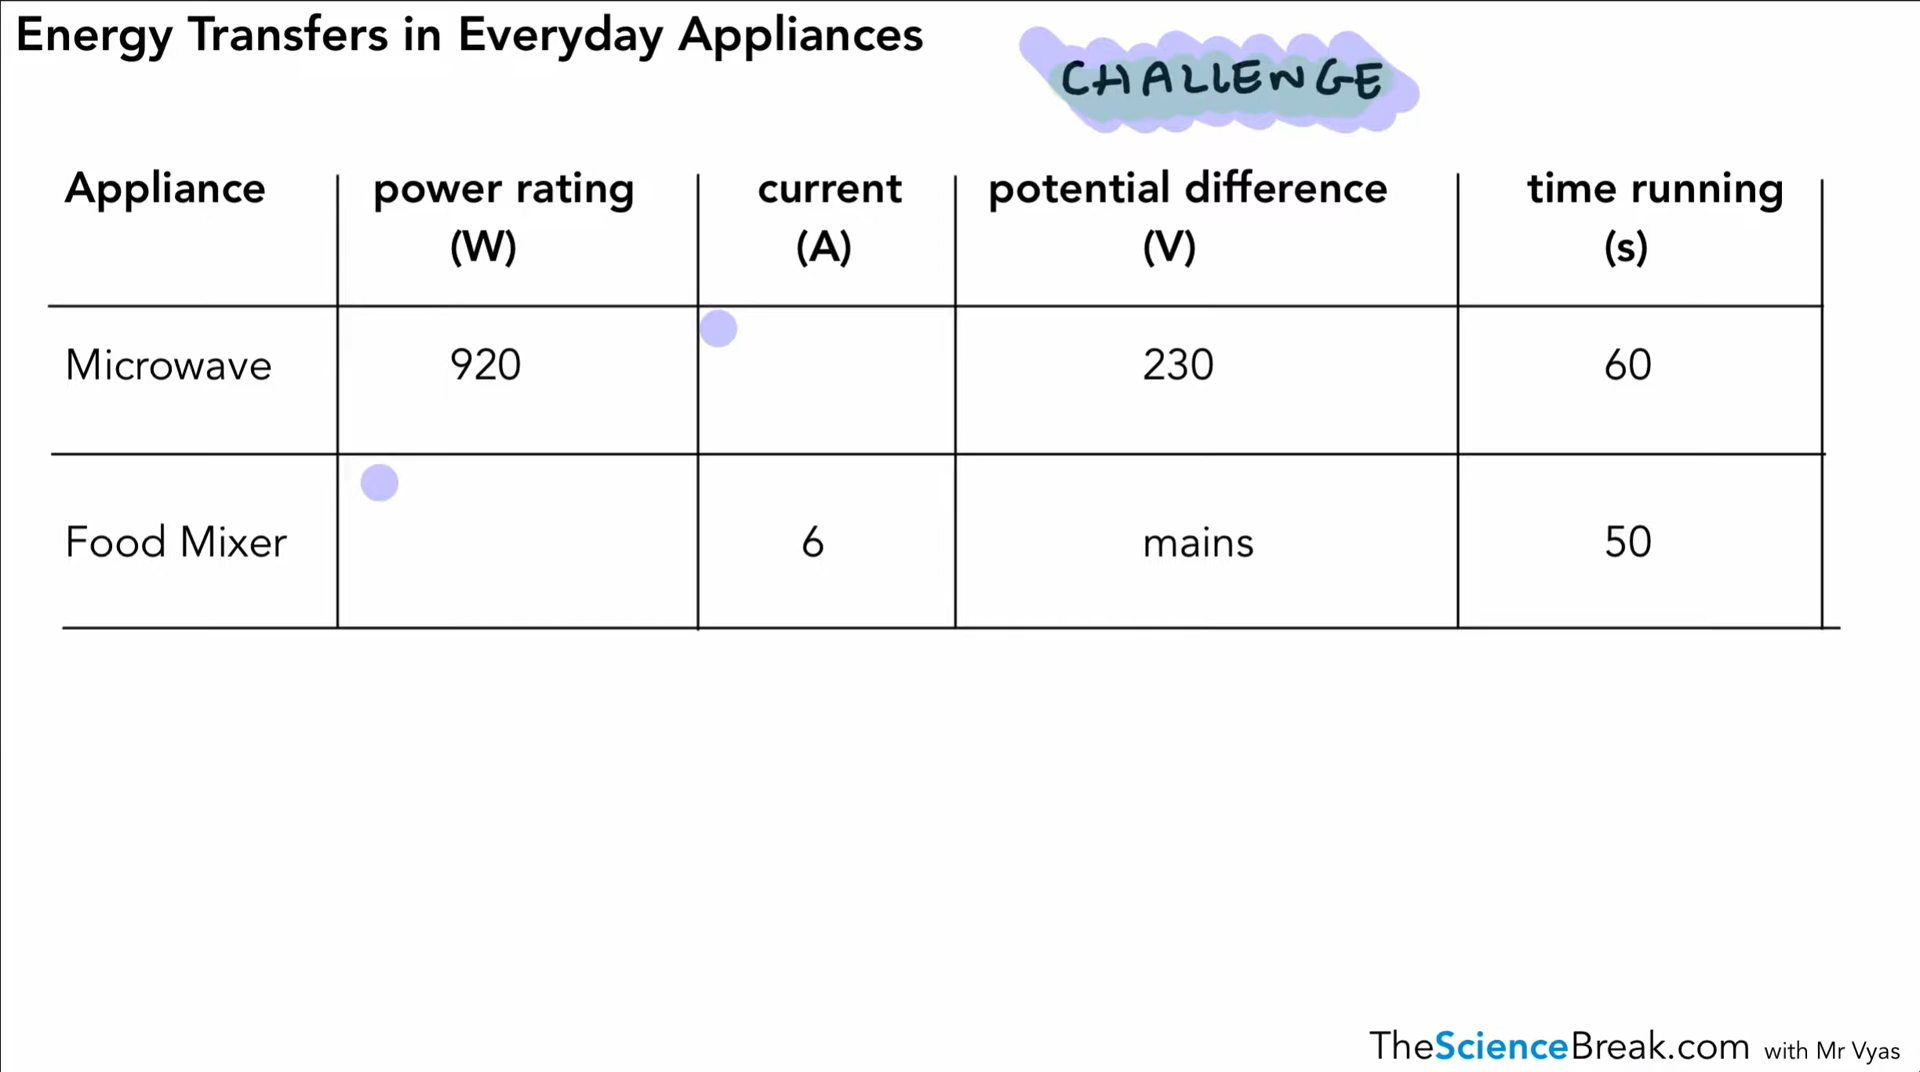 Energy Transfers in Everyday Appliances
CHALLENGE
Appliance power rating (W) current (A) potential difference (V) time running (s)
Microwave 920 230 60
Food Mixer 6 mains 50
TheScienceBreak.com with Mr Vyas